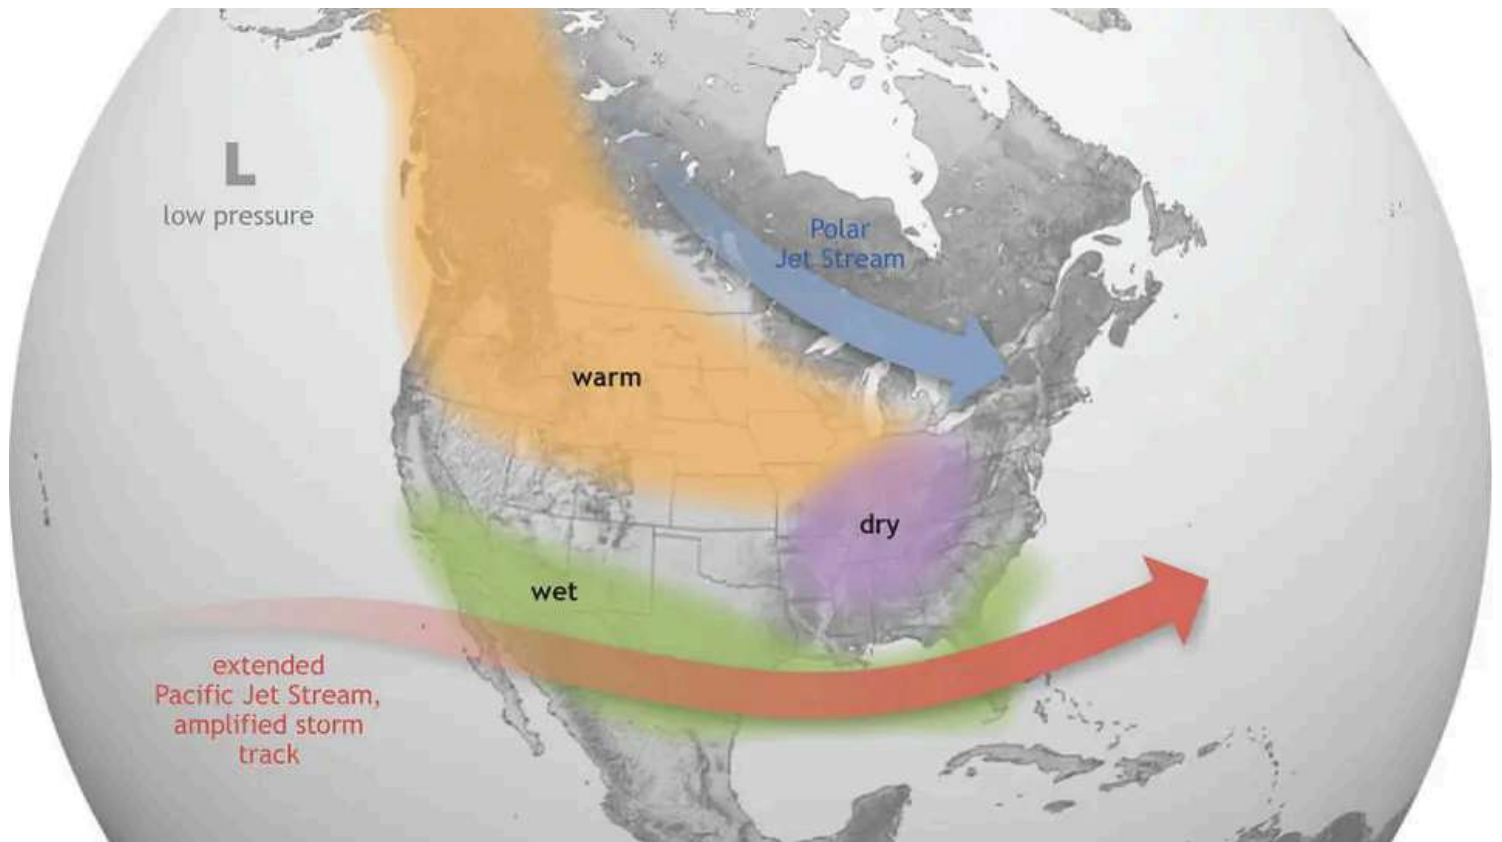 L
low pressure
Polar
Jet Stream
warm
dry
wet
extended
Pacific Jet Stream,
amplified storm
track